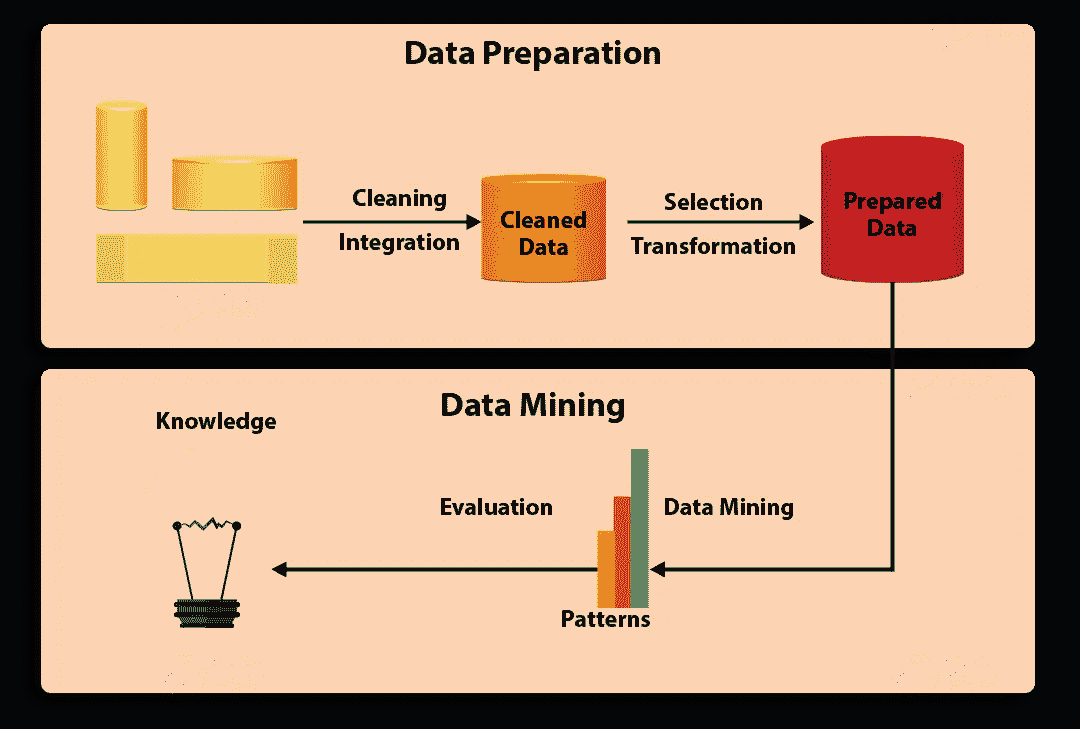 Data Preparation
Cleaning
Integration
Cleaned
Data
Selection
Transformation
Prepared
Data
Data Mining
Knowledge
Evaluation
Data Mining
Patterns